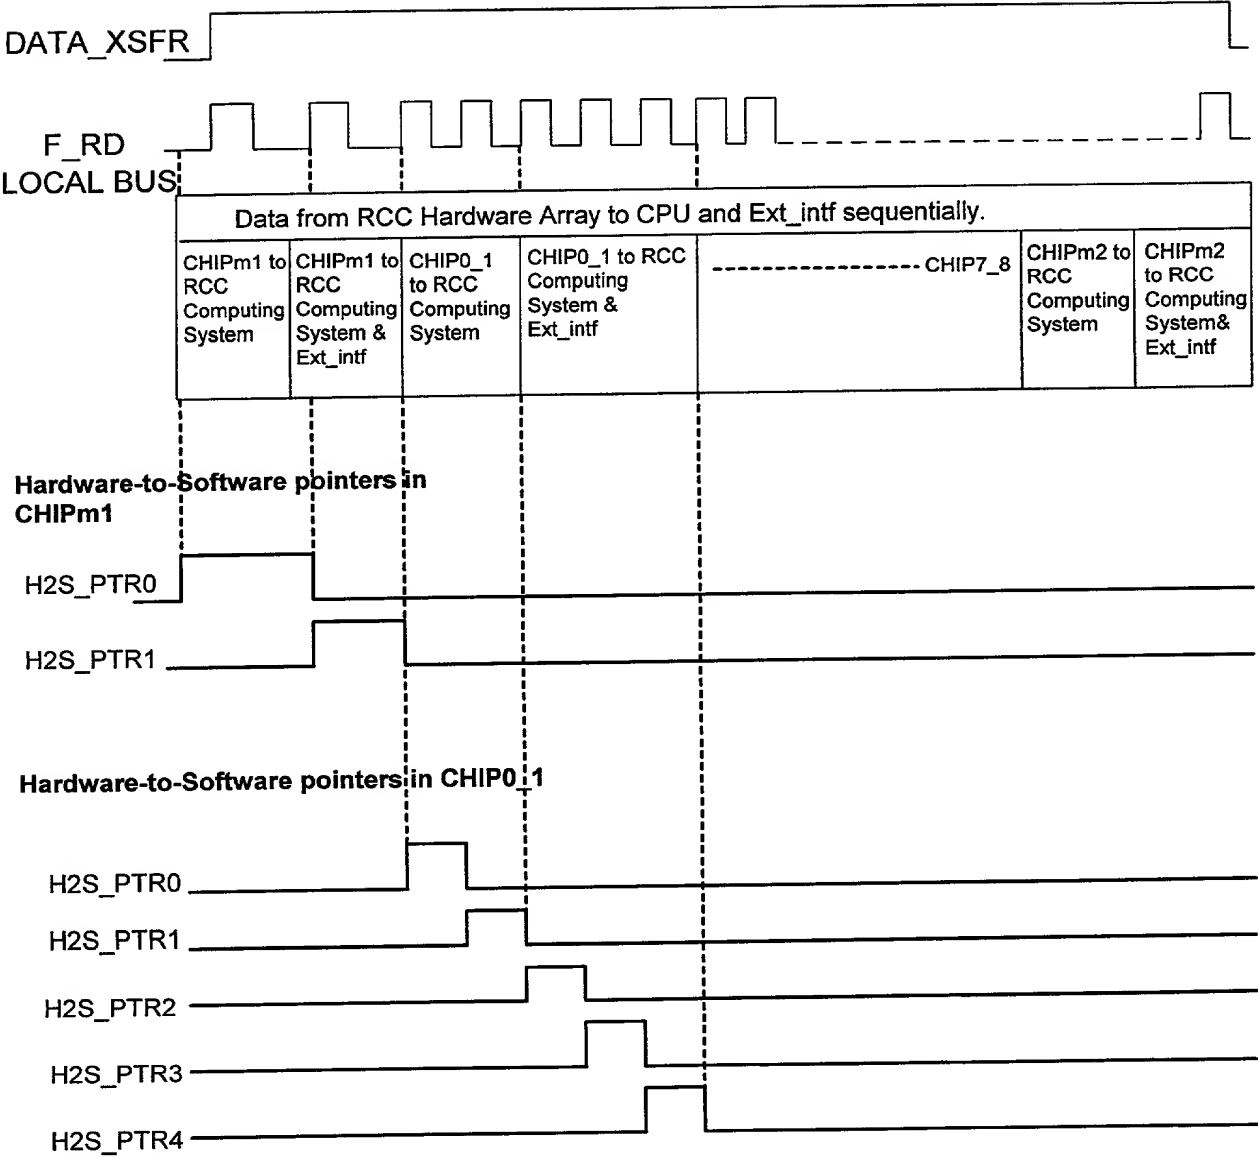 DATA_XSFR
F_RD
LOCAL BUS
Data from RCC Hardware Array to CPU and Ext_intf sequentially.
CHIPm1 to
RCC
Computing
System
CHIPm1 to
RCC
Computing
System &
Ext_intf
CHIP0_1
to RCC
Computing
System
CHIP0_1 to RCC
Computing
System &
Ext_intf
CHIP7_8
CHIPm2 to
RCC
Computing
System
CHIPm2
to RCC
Computing
System&
Ext_intf
Hardware-to-Software pointers in
CHIPm1
H2S_PTR0
H2S_PTR1
Hardware-to-Software pointers in CHIP0_1
H2S_PTR0
H2S_PTR1
H2S_PTR2
H2S_PTR3
H2S_PTR4